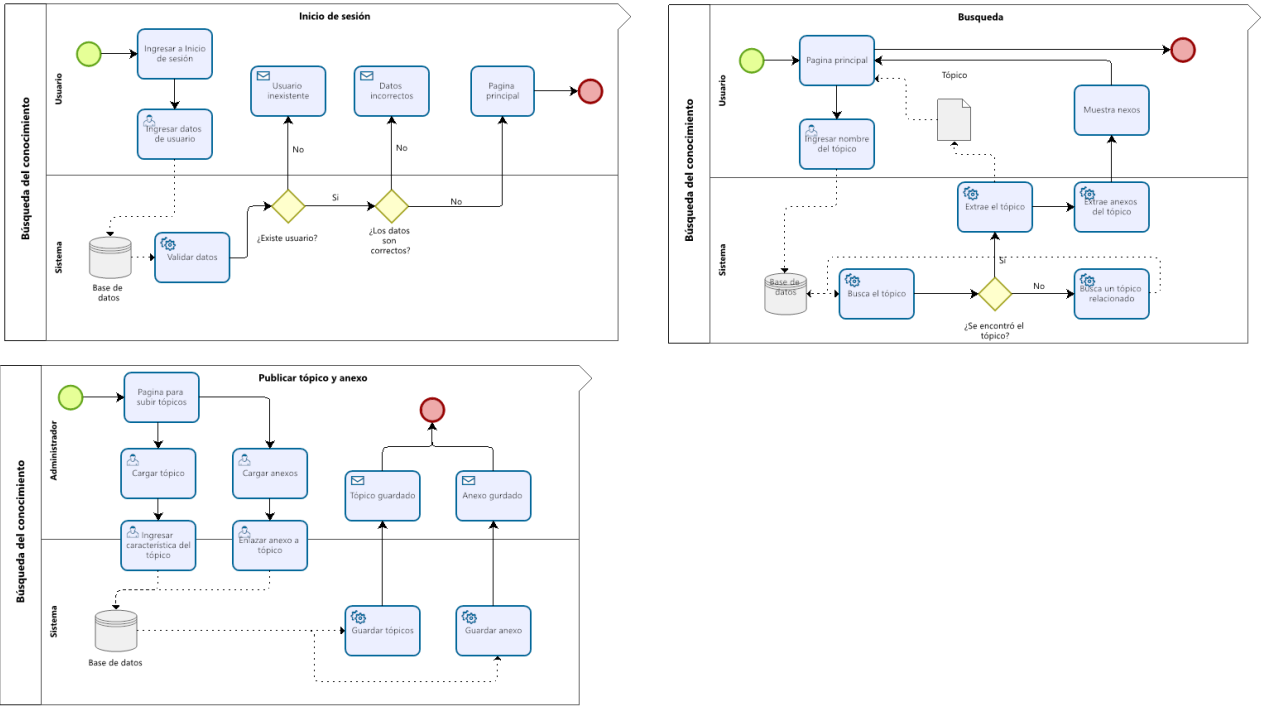 Inicio de sesión
Búsqueda del conocimiento
Usuario
Sistema
Ingresar a Inicio
de sesión
Ingresar datos
de usuario
Usuario
inexistente
Datos
incorrectos
Pagina
principal
No
No
Si
No
¿Existe usuario?
¿Los datos
son
correctos?
Validar datos
Base de
datos
Busqueda
Búsqueda del conocimiento
Usuario
Sistema
Pagina principal
Tópico
Ingresar nombre
del tópico
Muestra nexos
Extrae el tópico
Extrae anexos
del tópico
Si
Base de
datos
Busca el tópico
No
Busca un tópico
relacionado
¿Se encontró el
tópico?
Publicar tópico y anexo
Búsqueda del conocimiento
Administrador
Sistema
Pagina para
subir tópicos
Cargar tópico
Cargar anexos
Ingresar
característica del
tópico
Enlazar anexo a
tópico
Tópico guardado
Anexo gurdado
Guardar tópicos
Guardar anexo
Base de datos